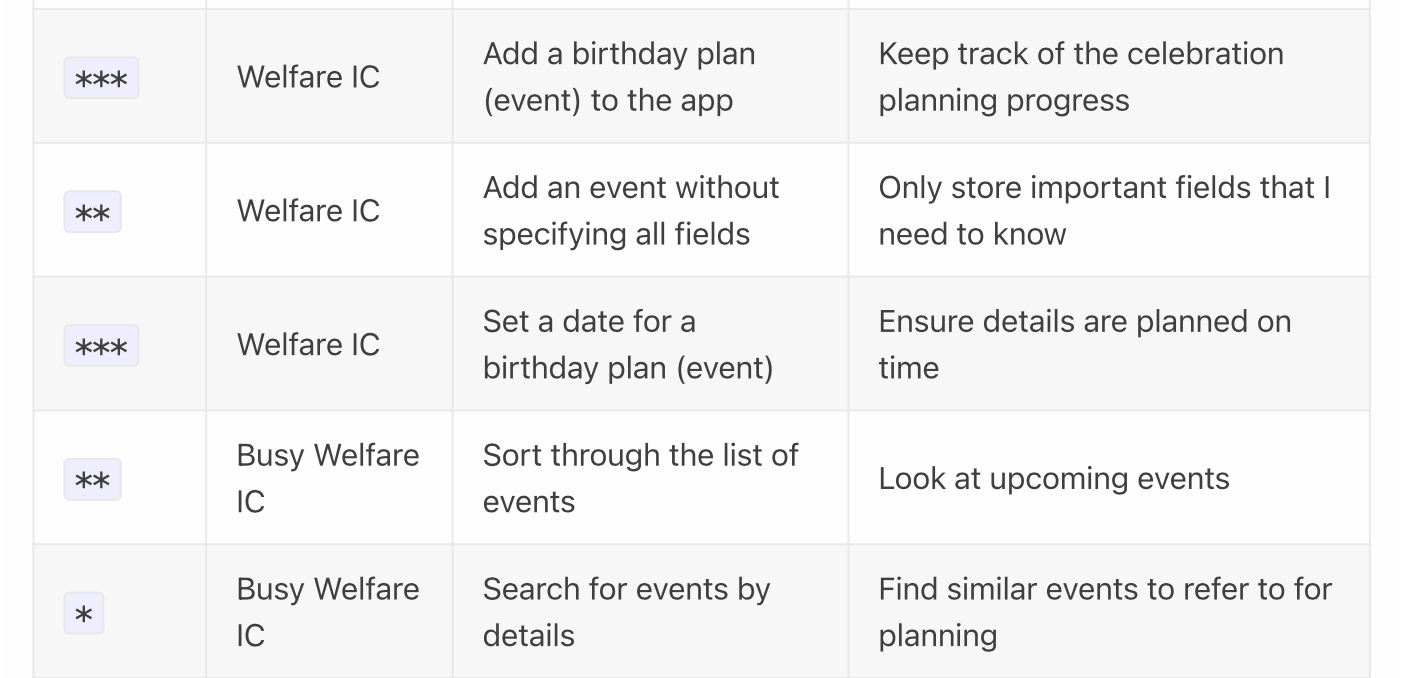 *** Welfare IC Add a birthday plan Keep track of the celebration
(event) to the app planning progress
** Welfare IC Add an event without Only store important fields that I
specifying all fields need to know
*** Welfare IC Set a date for a Ensure details are planned on
birthday plan (event) time
** Busy Welfare Sort through the list of Look at upcoming events
IC events
* Busy Welfare Search for events by Find similar events to refer to for
IC details planning